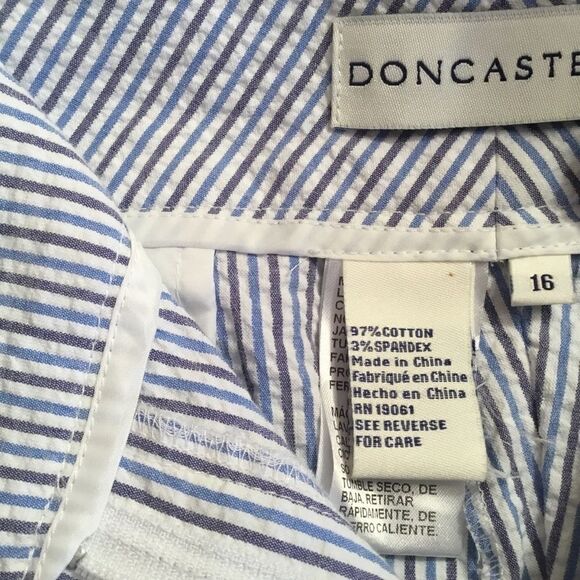 DONCASTE
16
97%COTTON
3%SPANDEX
Made in China
Fabriqué en Chine
Hecho en China
RN 19061
SEE REVERSE
FOR CARE
TUMBLE SECO, DE
BAJA. RETIRAR
RAPIDAMENTE, DE
FERRO CALIENTE.